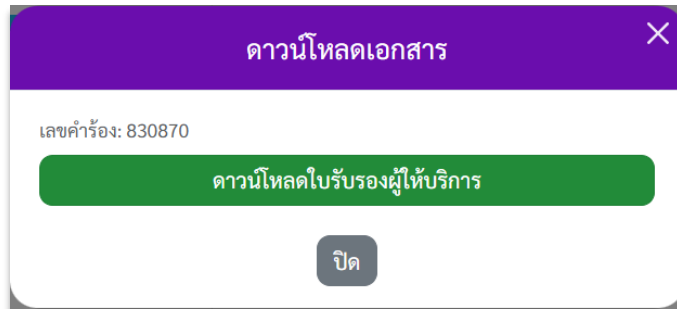 ดาวน์โหลดเอกสาร
เลขคำร้อง: 830870
ดาวน์โหลดใบรับรองผู้ให้บริการ
ปิด